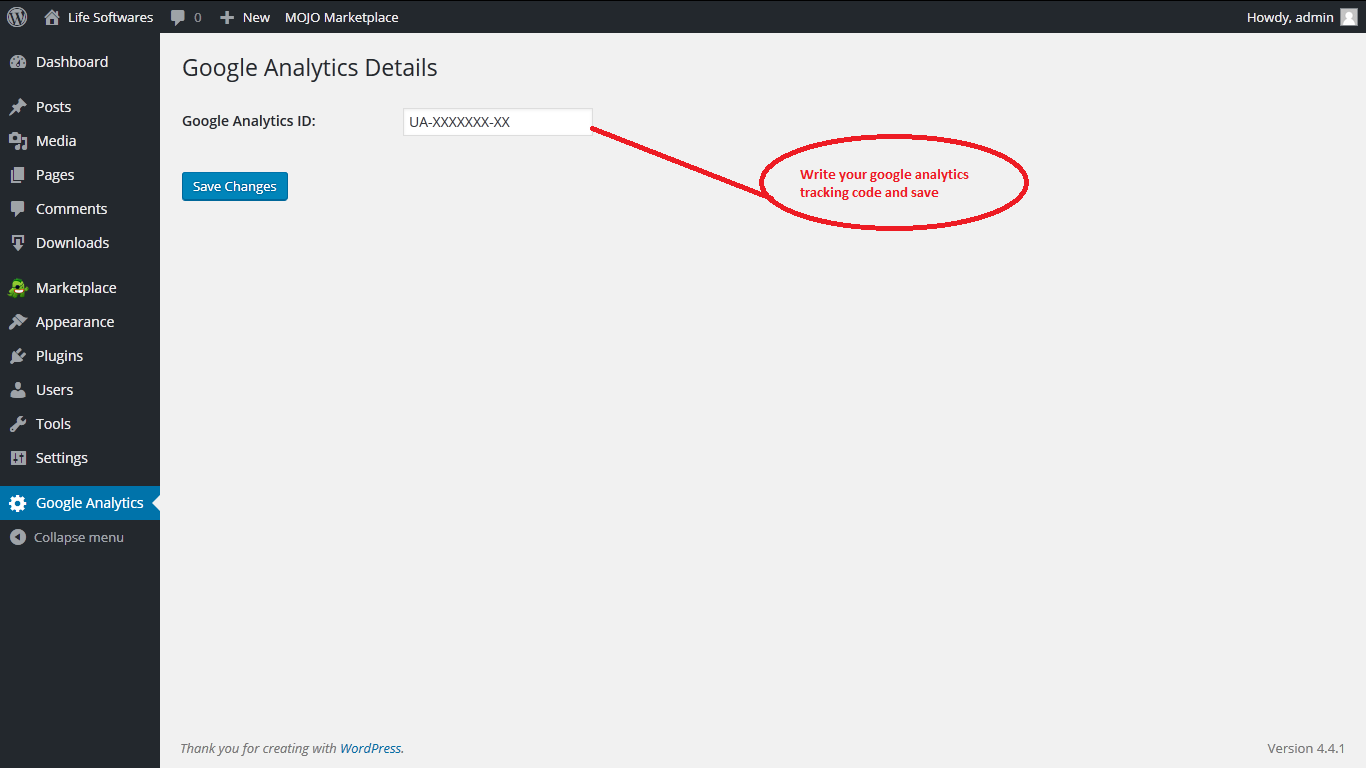 Life Softwares 0 New MOJO Marketplace Howdy, admin
Dashboard
Posts
Media
Pages
Comments
Downloads
Marketplace
Appearance
Plugins
Users
Tools
Settings
Google Analytics
Collapse menu
Google Analytics Details
Google Analytics ID: UA-XXXXXXX-XX
Save Changes
Write your google analytics
tracking code and save
Thank you for creating with WordPress. Version 4.4.1